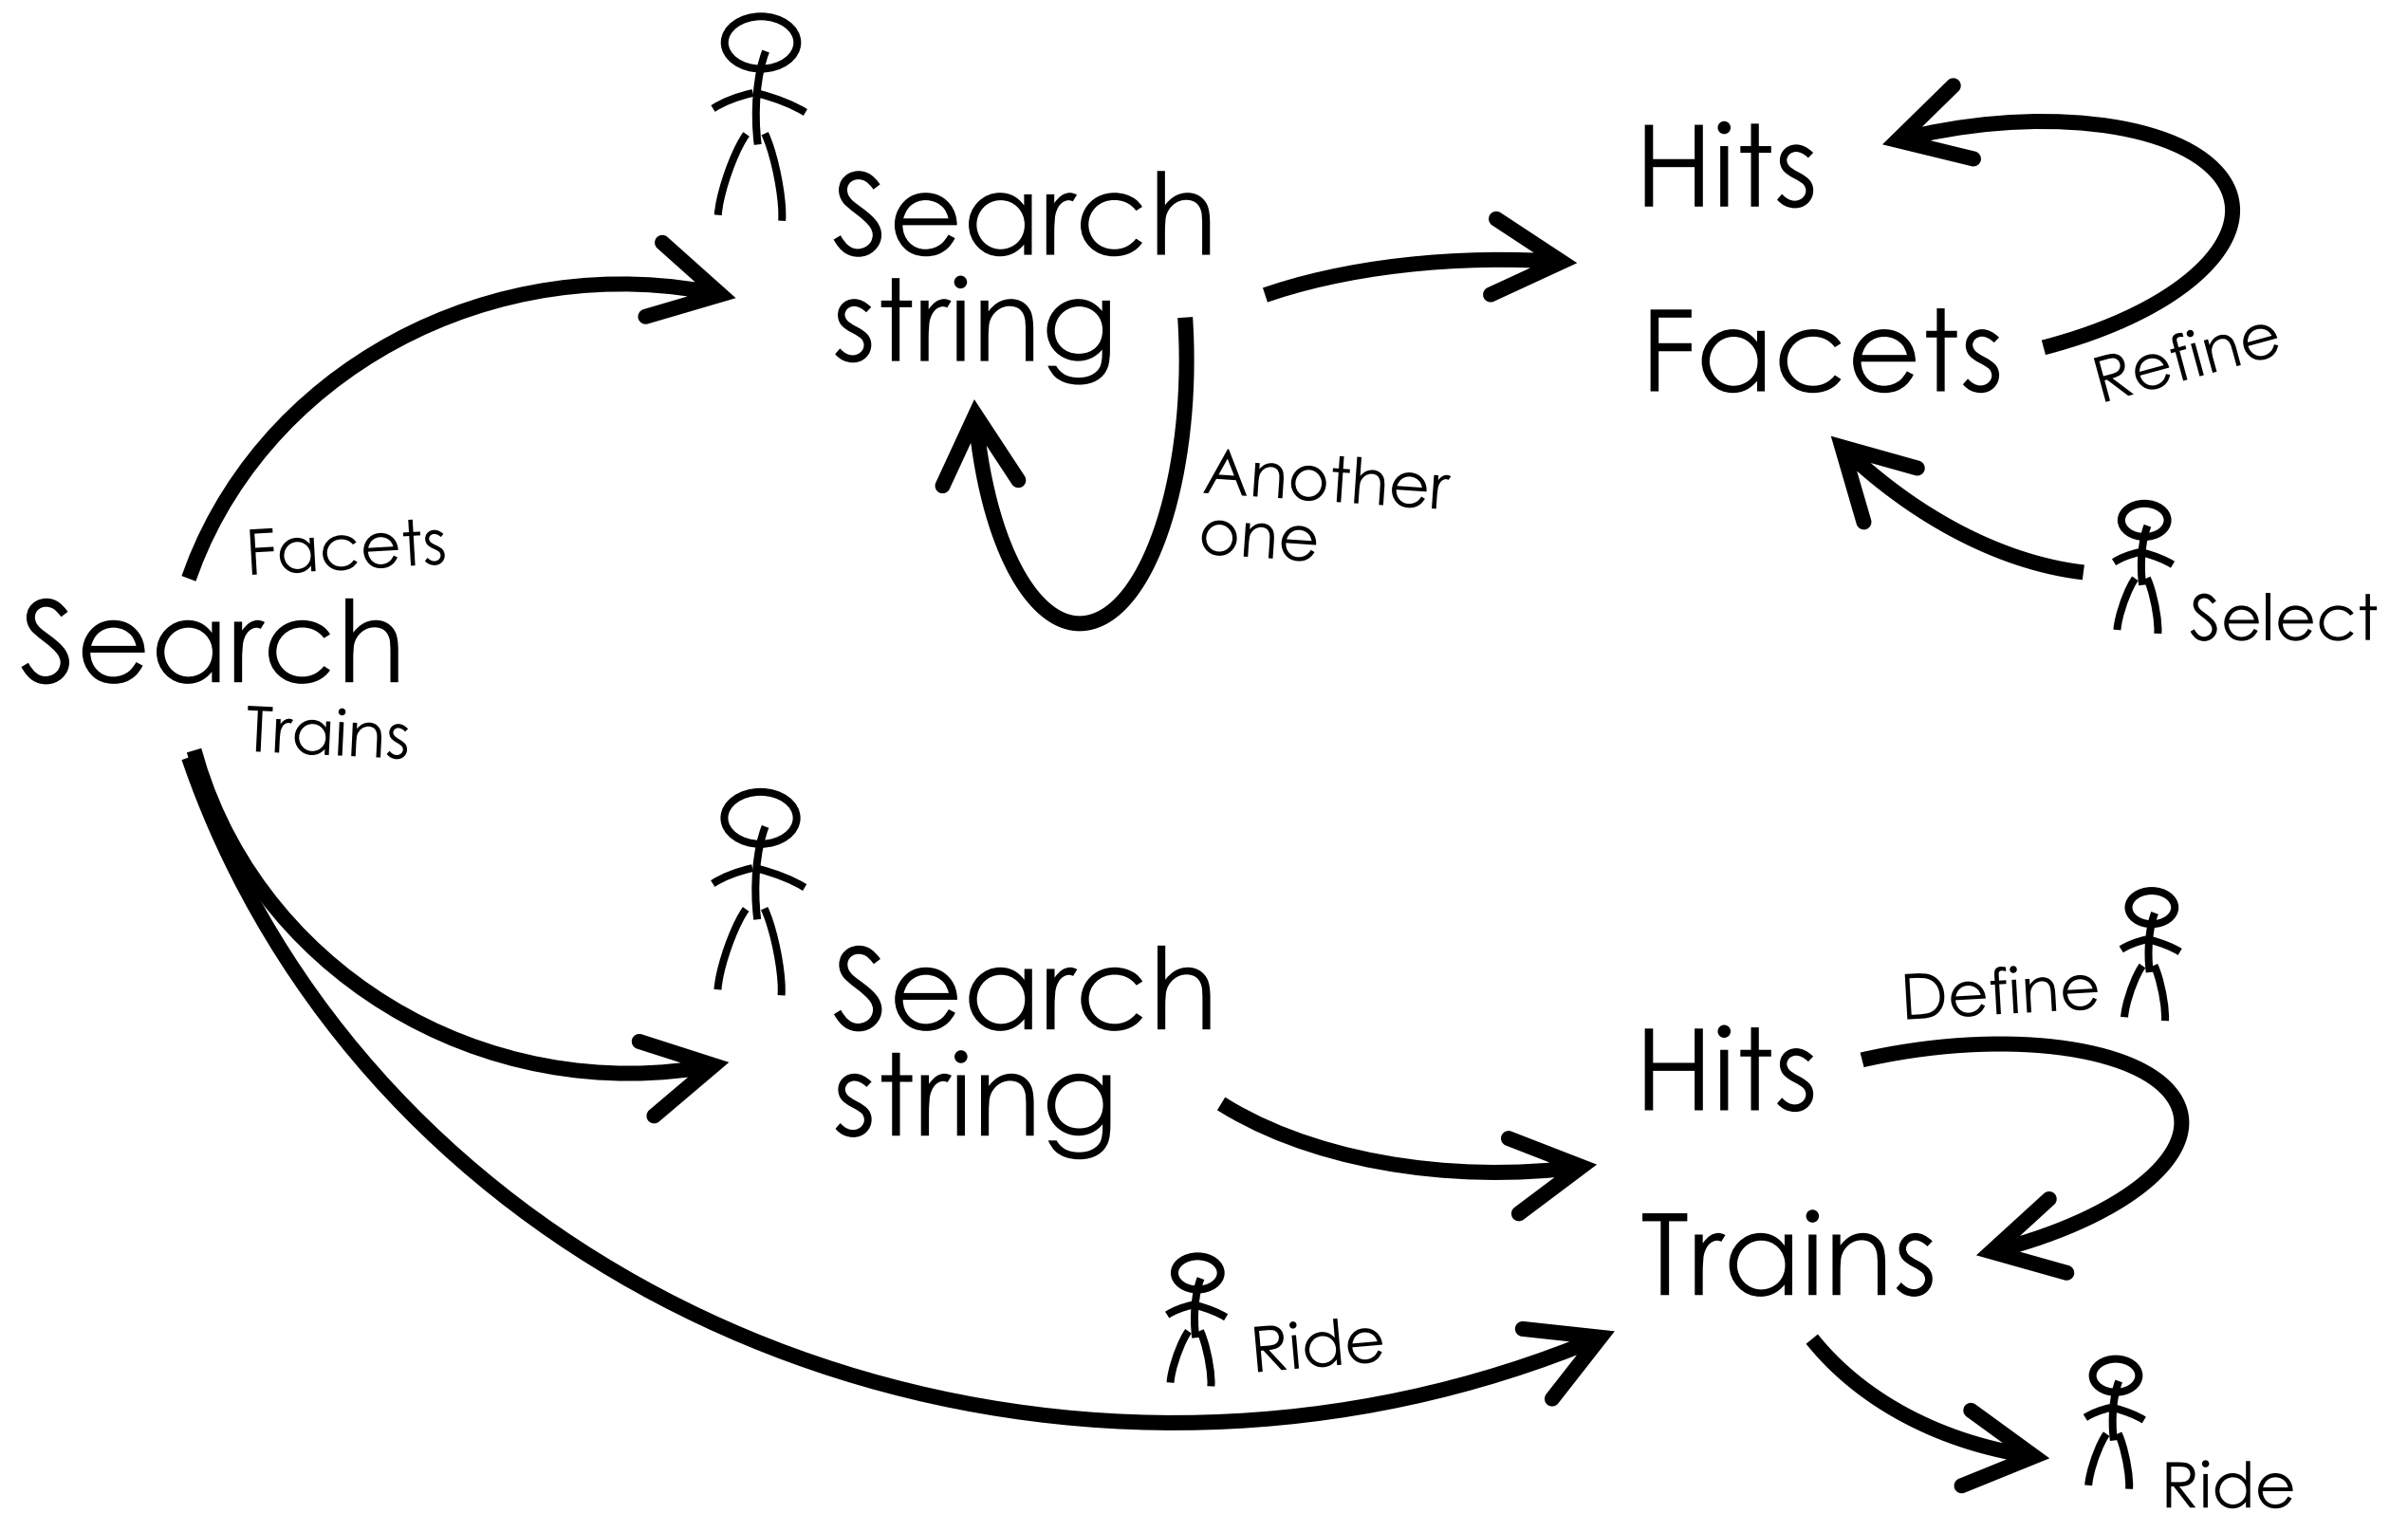 Search
string
Hits
Facets
Refine
Another
one
Select
Facets
Search
Trains
Search
string
Define
Hits
Trains
Ride
Ride